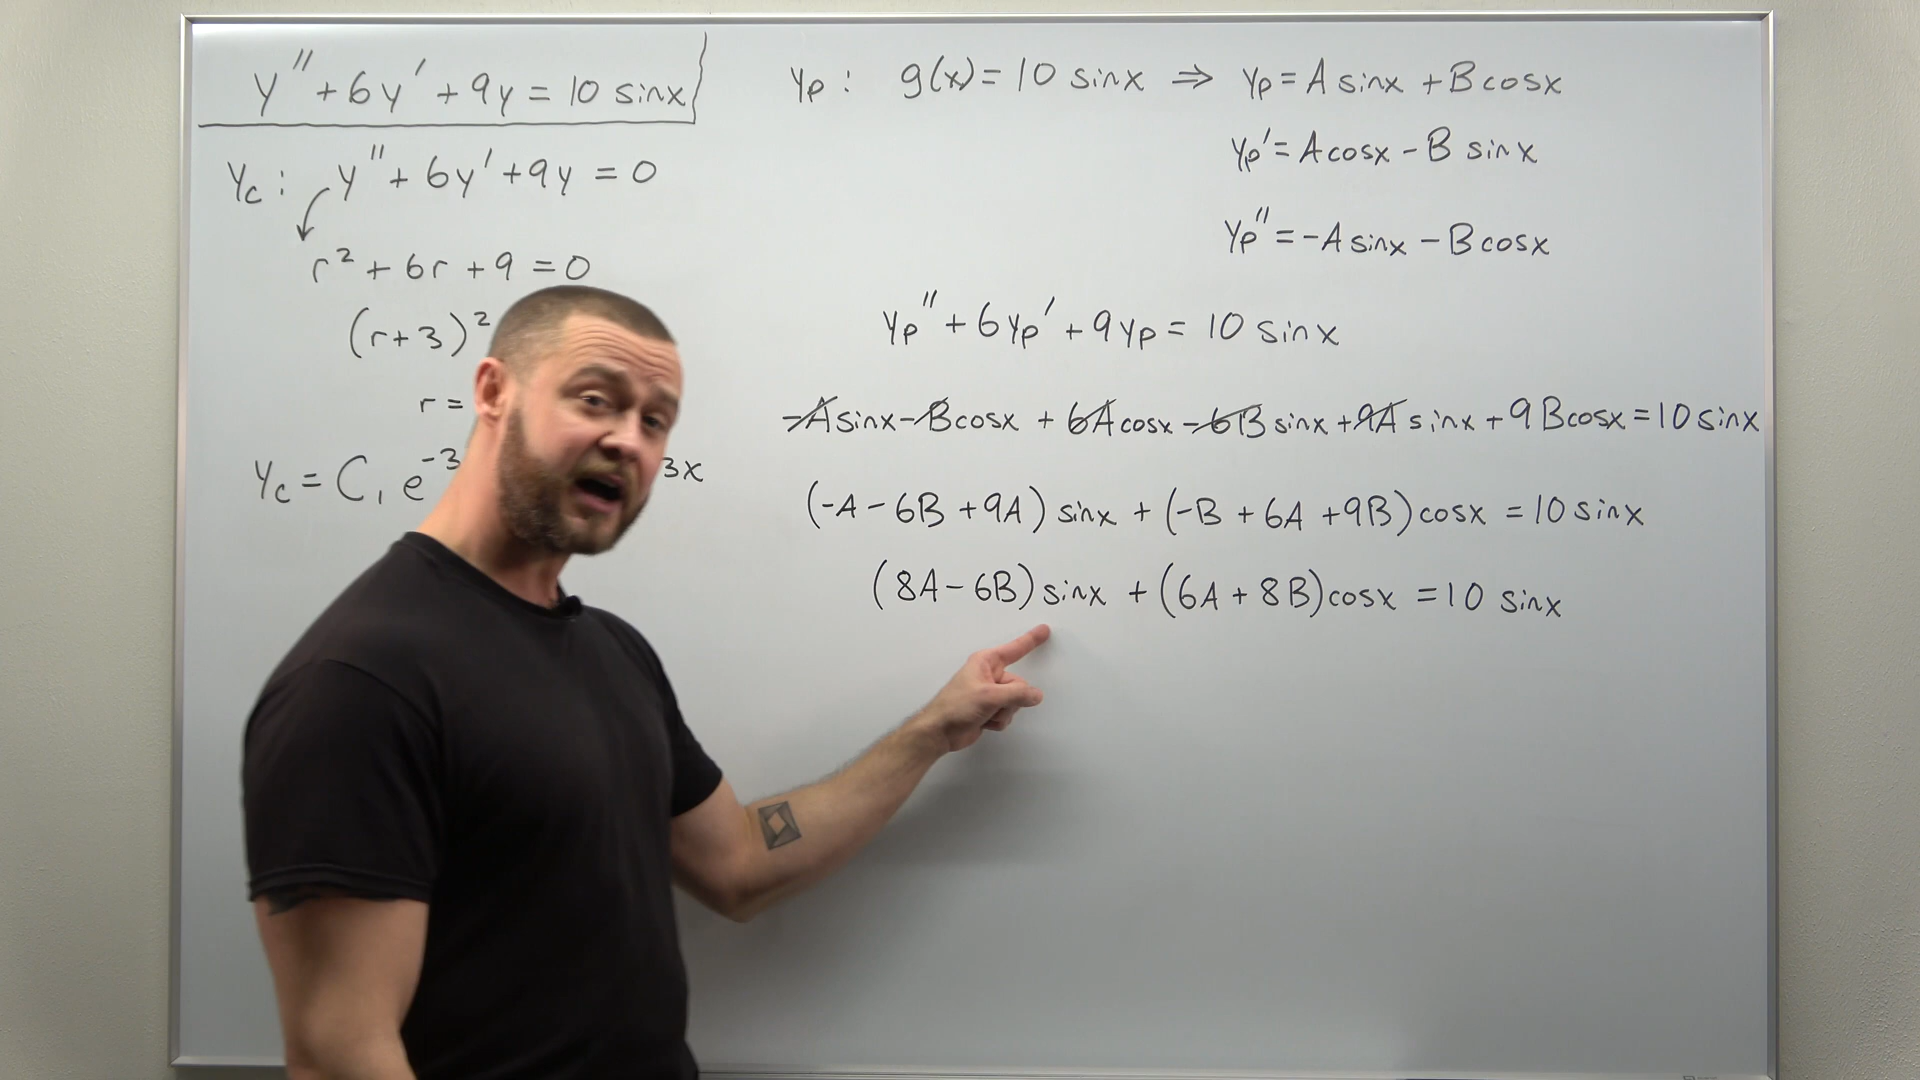 y'' + 6y' + 9y = 10 sinx
Yc: y'' + 6y' + 9y = 0
r² + 6r + 9 = 0
(r+3)²
r =
Yc = C₁ e⁻³ 3x
yp: g(x) = 10 sinx ⇒ yp = A sinx + B cosx
yp' = A cosx - B sinx
yp'' = -A sinx - B cosx
yp'' + 6yp' + 9yp = 10 sinx
-A sinx - B cosx + 6A cosx - 6B sinx + 9A sinx + 9B cosx = 10 sinx
(-A - 6B + 9A) sinx + (-B + 6A + 9B) cosx = 10 sinx
(8A - 6B) sinx + (6A + 8B) cosx = 10 sinx